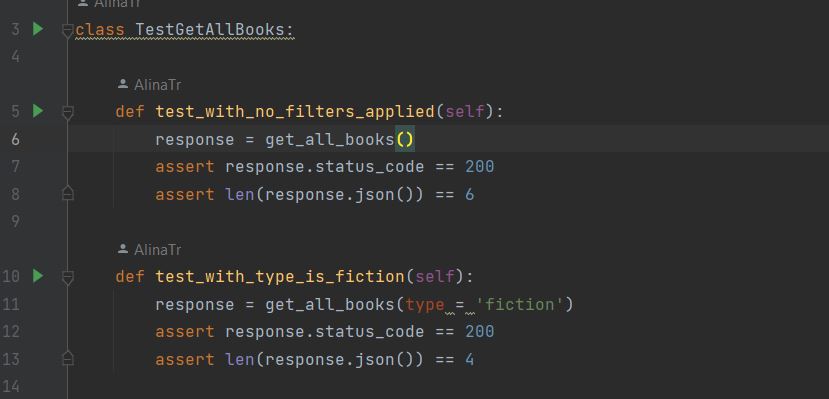 AlinaTr
3 class TestGetAllBooks:
4
AlinaTr
5 def test_with_no_filters_applied(self):
6 response = get_all_books()
7 assert response.status_code == 200
8 assert len(response.json()) == 6
9
AlinaTr
10 def test_with_type_is_fiction(self):
11 response = get_all_books(type = 'fiction')
12 assert response.status_code == 200
13 assert len(response.json()) == 4
14